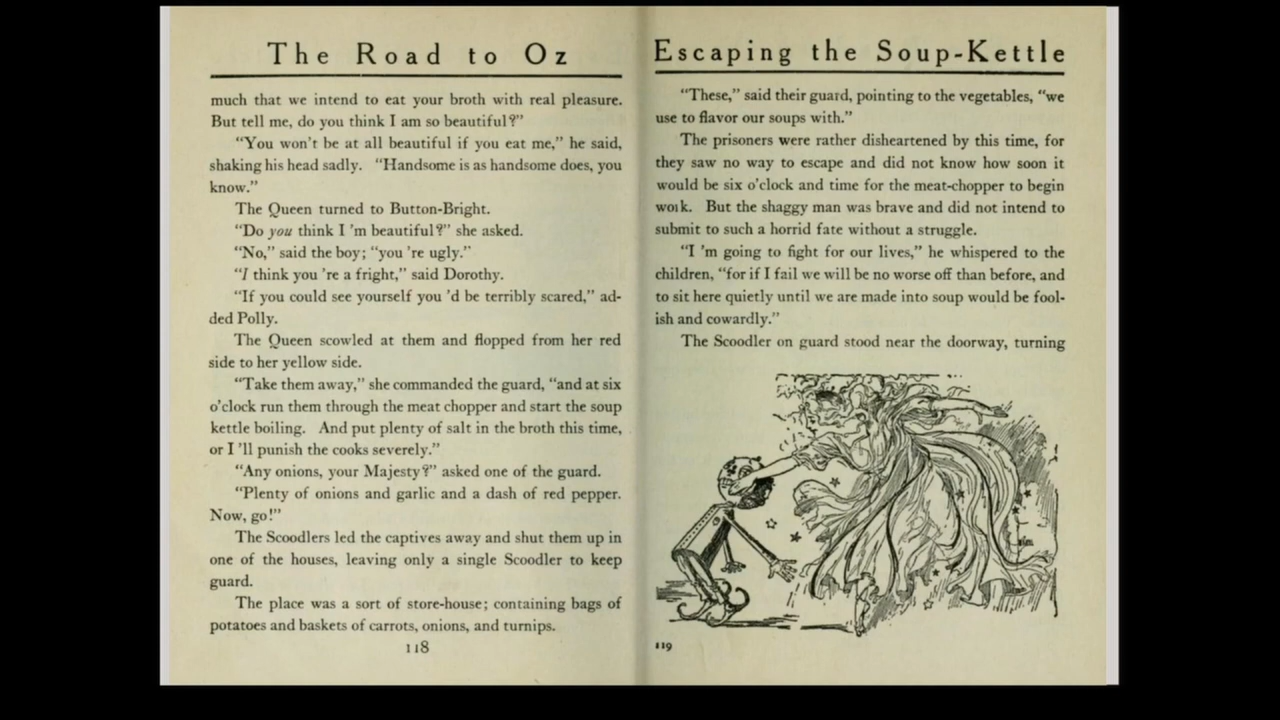 The Road to Oz
much that we intend to eat your broth with real pleasure.
But tell me, do you think I am so beautiful?"
"You won't be at all beautiful if you eat me," he said,
shaking his head sadly. "Handsome is as handsome does, you
know."
The Queen turned to Button-Bright.
"Do you think I 'm beautiful?" she asked.
"No," said the boy; "you 're ugly."
"I think you 're a fright," said Dorothy.
"If you could see yourself you 'd be terribly scared," ad-
ded Polly.
The Queen scowled at them and flopped from her red
side to her yellow side.
"Take them away," she commanded the guard, "and at six
o'clock run them through the meat chopper and start the soup
kettle boiling. And put plenty of salt in the broth this time,
or I 'll punish the cooks severely."
"Any onions, your Majesty?" asked one of the guard.
"Plenty of onions and garlic and a dash of red pepper.
Now, go!"
The Scoodlers led the captives away and shut them up in
one of the houses, leaving only a single Scoodler to keep
guard.
The place was a sort of store-house; containing bags of
potatoes and baskets of carrots, onions, and turnips.
118
Escaping the Soup-Kettle
"These," said their guard, pointing to the vegetables, "we
use to flavor our soups with."
The prisoners were rather disheartened by this time, for
they saw no way to escape and did not know how soon it
would be six o'clock and time for the meat-chopper to begin
work. But the shaggy man was brave and did not intend to
submit to such a horrid fate without a struggle.
"I 'm going to fight for our lives," he whispered to the
children, "for if I fail we will be no worse off than before, and
to sit here quietly until we are made into soup would be fool-
ish and cowardly."
The Scoodler on guard stood near the doorway, turning
119